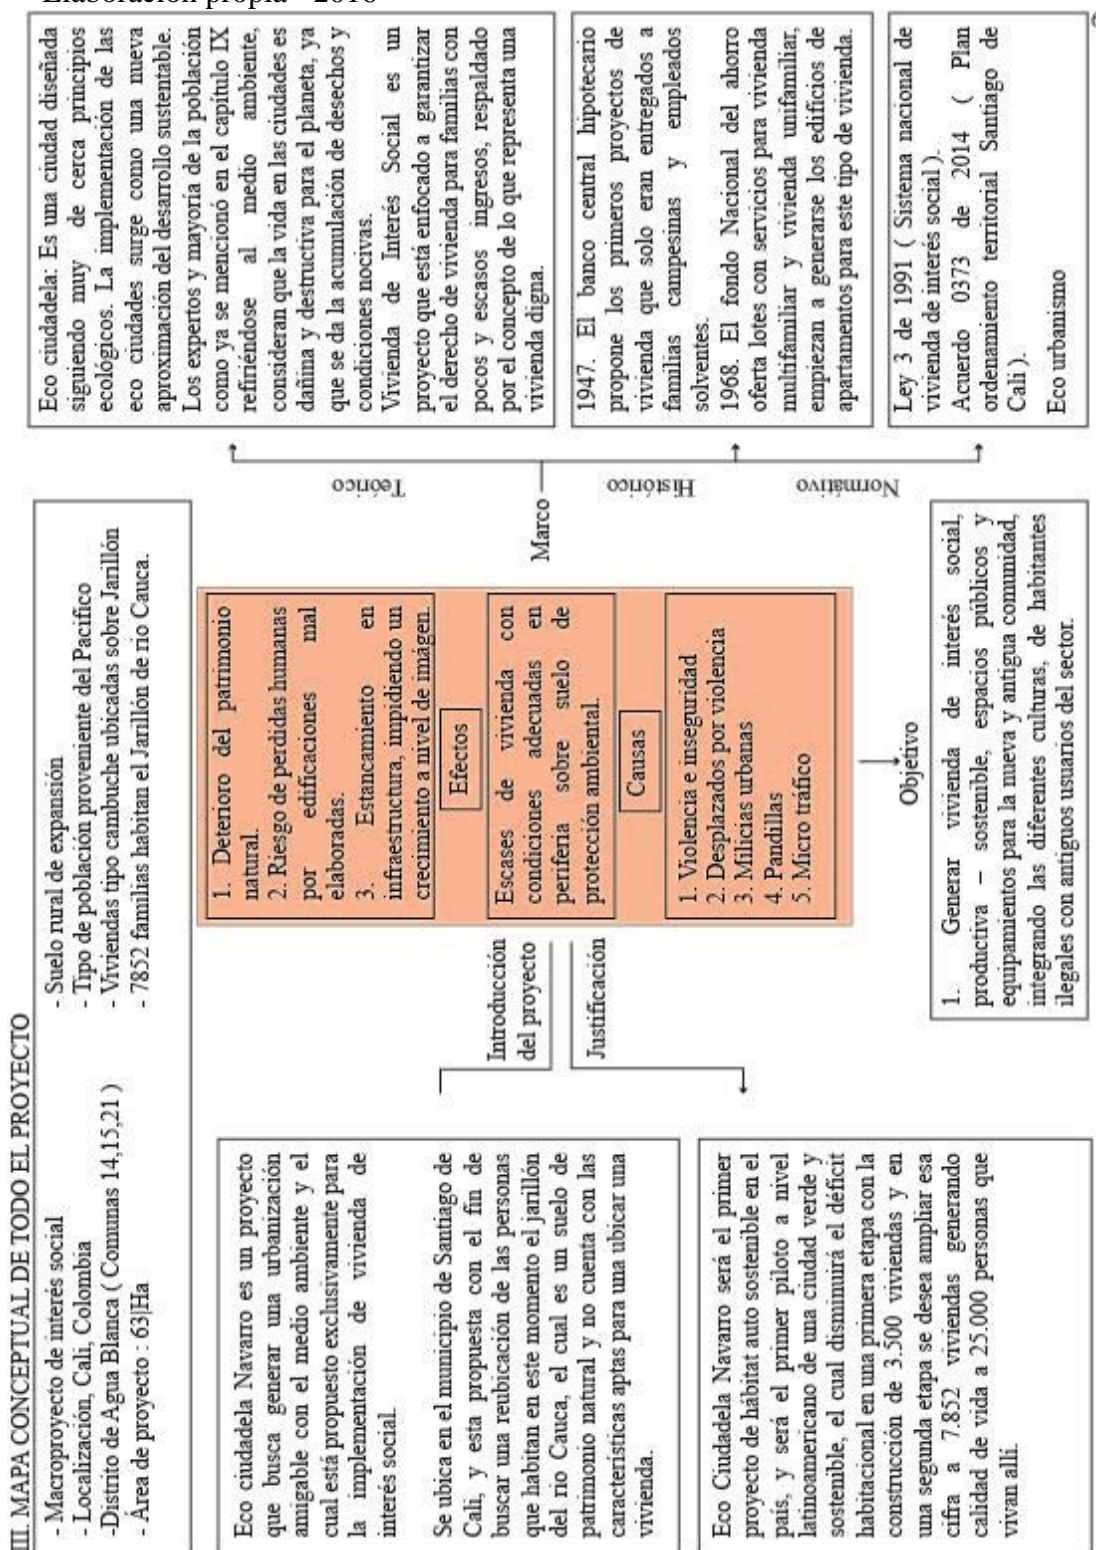 Elaboración propia - 2016
III. MAPA CONCEPTUAL DE TODO EL PROYECTO
- Macroproyecto de interés social
- Localización, Cali, Colombia
-Distrito de Agua Blanca ( Comunas 14,15,21 )
- Área de proyecto : 63|Ha
- Suelo rural de expansión
- Tipo de población proveniente del Pacifico
- Viviendas tipo cambuche ubicadas sobre Jarillón
- 7852 familias habitan el Jarillón de rio Cauca.
Eco ciudadela Navarro es un proyecto
que busca generar una urbanización
amigable con el medio ambiente y el
cual está propuesto exclusivamente para
la implementación de vivienda de
interés social.
Se ubica en el municipio de Santiago de
Cali, y esta propuesta con el fin de
buscar una reubicación de las personas
que habitan en este momento el jarillón
del rio Cauca, el cual es un suelo de
patrimonio natural y no cuenta con las
características aptas para una ubicar una
vivienda.
Eco Ciudadela Navarro será el primer
proyecto de hábitat auto sostenible en el
país, y será el primer piloto a nivel
latinoamericano de una ciudad verde y
sostenible, el cual disminuirá el déficit
habitacional en una primera etapa con la
construcción de 3.500 viviendas y en
una segunda etapa se desea ampliar esa
cifra a 7.852 viviendas generando
calidad de vida a 25.000 personas que
vivan allí.
Introducción
del proyecto
Justificación
1. Deterioro del patrimonio
natural.
2. Riesgo de perdidas humanas
por edificaciones mal
elaboradas.
3. Estancamiento en
infraestructura, impidiendo un
crecimiento a nivel de imágen.
Efectos
Escases de vivienda con
condiciones adecuadas en
periferia sobre suelo de
protección ambiental.
Causas
1. Violencia e inseguridad
2. Desplazados por violencia
3. Milicias urbanas
4. Pandillas
5. Micro tráfico
Objetivo
1. Generar vivienda de interés social,
productiva – sostenible, espacios públicos y
equipamientos para la nueva y antigua comunidad,
integrando las diferentes culturas, de habitantes
ilegales con antiguos usuarios del sector.
Marco
Teórico
Histórico
Normativo
Eco ciudadela: Es una ciudad diseñada
siguiendo muy de cerca principios
ecológicos. La implementación de las
eco ciudades surge como una nueva
aproximación del desarrollo sustentable.
Los expertos y mayoría de la población
como ya se mencionó en el capítulo IX
refiriéndose al medio ambiente,
consideran que la vida en las ciudades es
dañina y destructiva para el planeta, ya
que se da la acumulación de desechos y
condiciones nocivas.
Vivienda de Interés Social es un
proyecto que está enfocado a garantizar
el derecho de vivienda para familias con
pocos y escasos ingresos, respaldado
por el concepto de lo que representa una
vivienda digna.
1947. El banco central hipotecario
propone los primeros proyectos de
vivienda que solo eran entregados a
familias campesinas y empleados
solventes.
1968. El fondo Nacional del ahorro
oferta lotes con servicios para vivienda
multifamiliar y vivienda unifamiliar,
empiezan a generarse los edificios de
apartamentos para este tipo de vivienda.
Ley 3 de 1991 ( Sistema nacional de
vivienda de interés social ).
Acuerdo 0373 de 2014 ( Plan
ordenamiento territorial Santiago de
Cali ).
Eco urbanismo